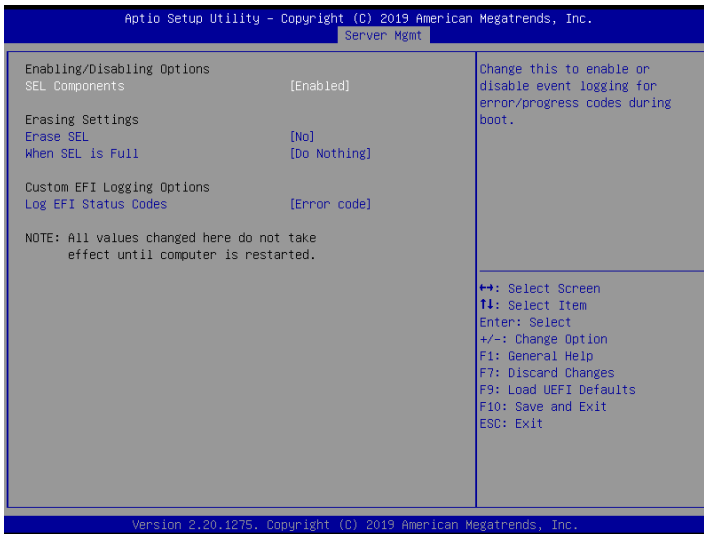 Aptio Setup Utility – Copyright (C) 2019 American Megatrends, Inc.
Server Mgmt
Enabling/Disabling Options
SEL Components [Enabled]
Erasing Settings
Erase SEL [No]
When SEL is Full [Do Nothing]
Custom EFI Logging Options
Log EFI Status Codes [Error code]
NOTE: All values changed here do not take
effect until computer is restarted.
Change this to enable or
disable event logging for
error/progress codes during
boot.
↔: Select Screen
↑↓: Select Item
Enter: Select
+/-: Change Option
F1: General Help
F7: Discard Changes
F9: Load UEFI Defaults
F10: Save and Exit
ESC: Exit
Version 2.20.1275. Copyright (C) 2019 American Megatrends, Inc.